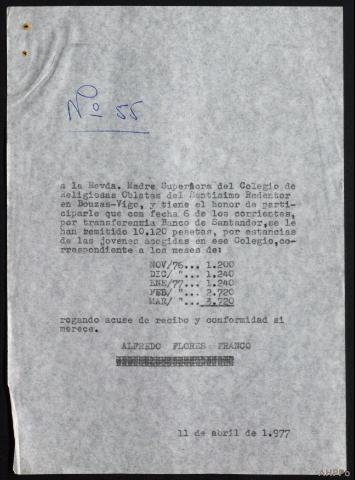 Nº 55
a la Revda. Madre Superiora del Colegio de
Religiosas Oblatas del Santisimo Redentor
en Bouzas-Vigo, y tiene el honor de parti-
ciparle que con fecha 6 de los corrientes,
por transferencia Banco de Santander,se le
han remitido 10.120 pesetas, por estancias
de las jovenes acogidas en ese Colegio,co-
rrespondiente a los meses de:
NOV/76... 1.200
DIC/ "... 1.240
ENE/77... 1.240
FEB/ "... 2.720
MAR/ "... 3.720
rogando acuse de recibo y conformidad si
merece.
ALFREDO FLORES FRANCO
11 de abril de 1.977